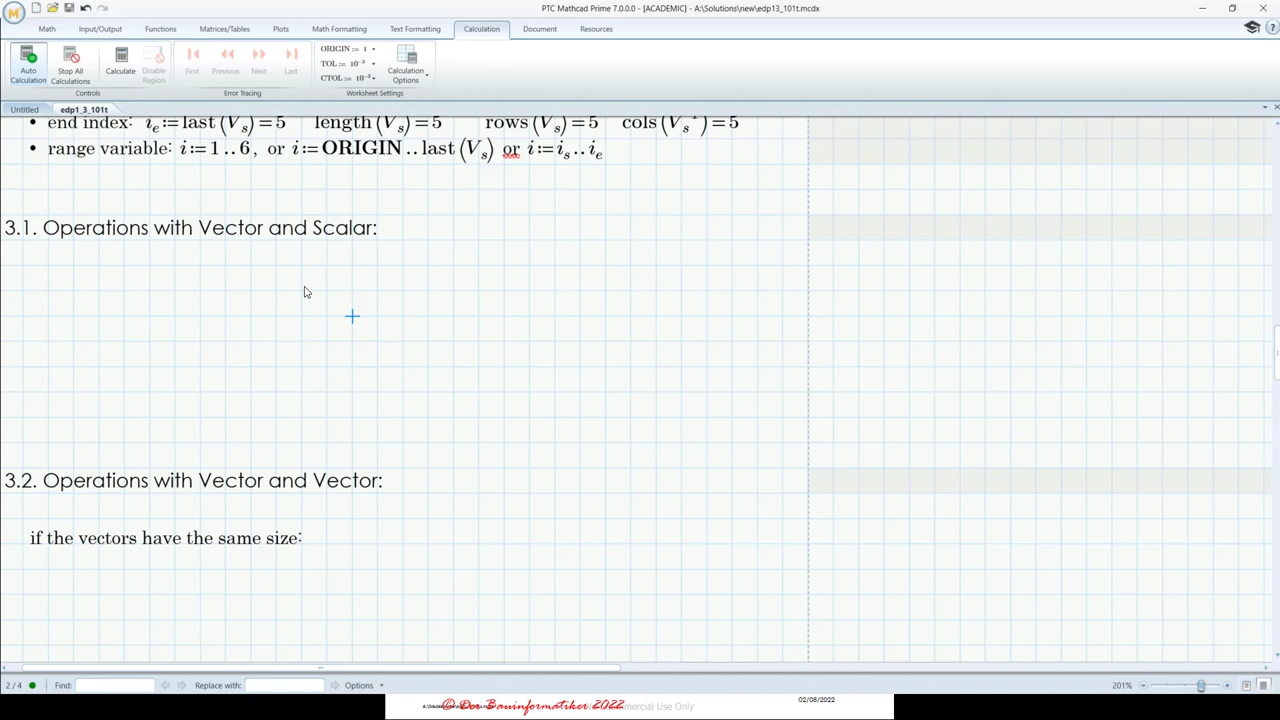 PTC Mathcad Prime 7.0.0.0 - [ACADEMIC] - A:\Solutions\new\edp13_101t.mcdx
Math Input/Output Functions Matrices/Tables Plots Math Formatting Text Formatting Calculation Document Resources
Auto Calculation
Stop All Calculations
Calculate
Disable Region
Controls
First Previous Next Last
Error Tracing
ORIGIN := 1
TOL := 10⁻³
CTOL := 10⁻³
Calculation Options
Worksheet Settings
Untitled edp1_3_101t
• end index: iₑ := last (Vₛ) = 5 length (Vₛ) = 5 rows (Vₛ) = 5 cols (Vₛᵀ) = 5
• range variable: i := 1 .. 6 , or i := ORIGIN .. last (Vₛ) or i := iₛ .. iₑ
3.1. Operations with Vector and Scalar:
3.2. Operations with Vector and Vector:
if the vectors have the same size:
2 / 4 Find: Replace with: Options 201%
© Dor Bauinformatiker 2022
Commercial Use Only
02/08/2022